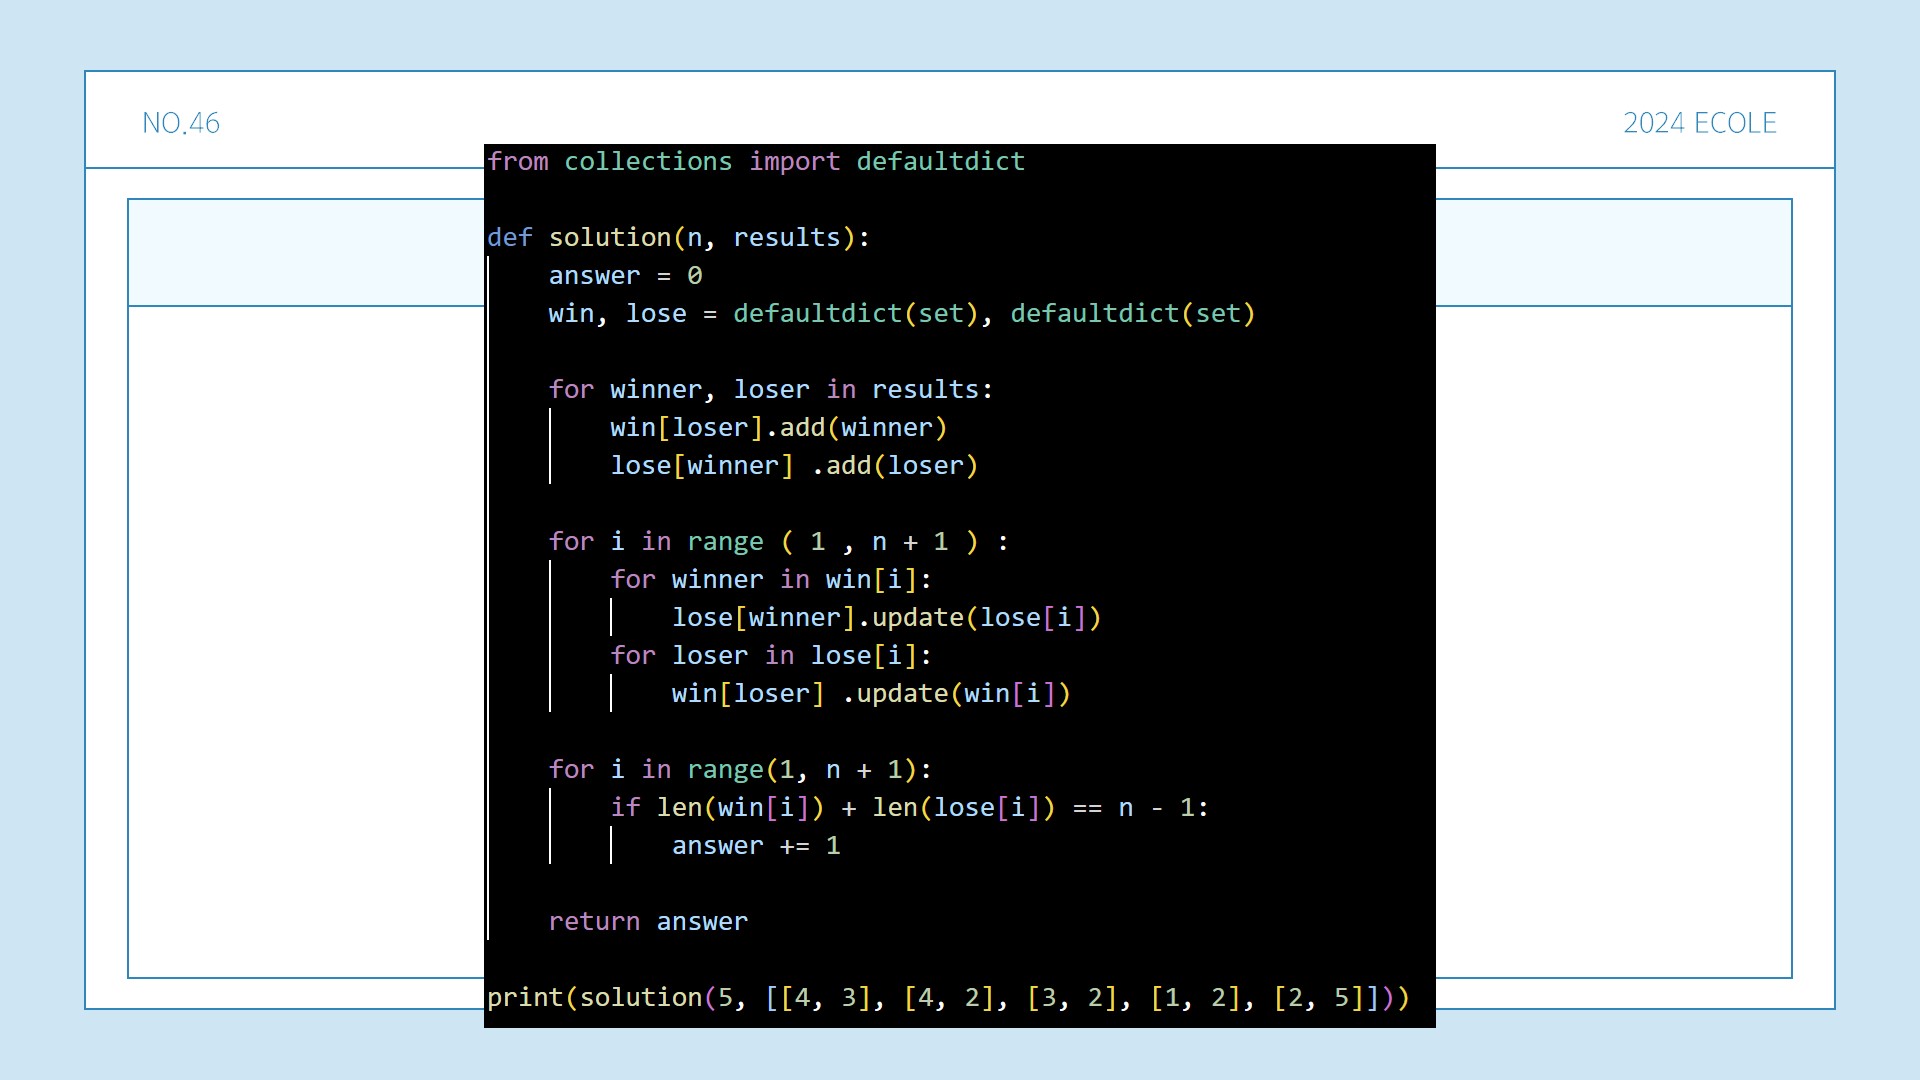 NO.46
2024 ECOLE
from collections import defaultdict
def solution(n, results):
    answer = 0
    win, lose = defaultdict(set), defaultdict(set)
    for winner, loser in results:
        win[loser].add(winner)
        lose[winner] .add(loser)
    for i in range ( 1 , n + 1 ) :
        for winner in win[i]:
            lose[winner].update(lose[i])
        for loser in lose[i]:
            win[loser] .update(win[i])
    for i in range(1, n + 1):
        if len(win[i]) + len(lose[i]) == n - 1:
            answer += 1
    return answer
print(solution(5, [[4, 3], [4, 2], [3, 2], [1, 2], [2, 5]]))